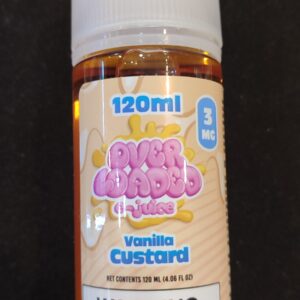 120ml
3
MG
OVER
LOADED
e-juice
Vanilla
Custard
NET CONTENTS 120 ML (4.06 FL OZ)